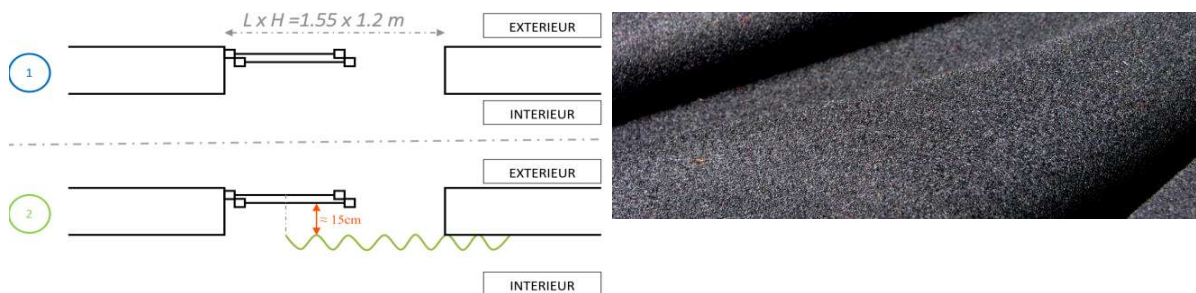 L x H =1.55 x 1.2 m
EXTERIEUR
1
INTERIEUR
EXTERIEUR
2
≈ 15cm
INTERIEUR